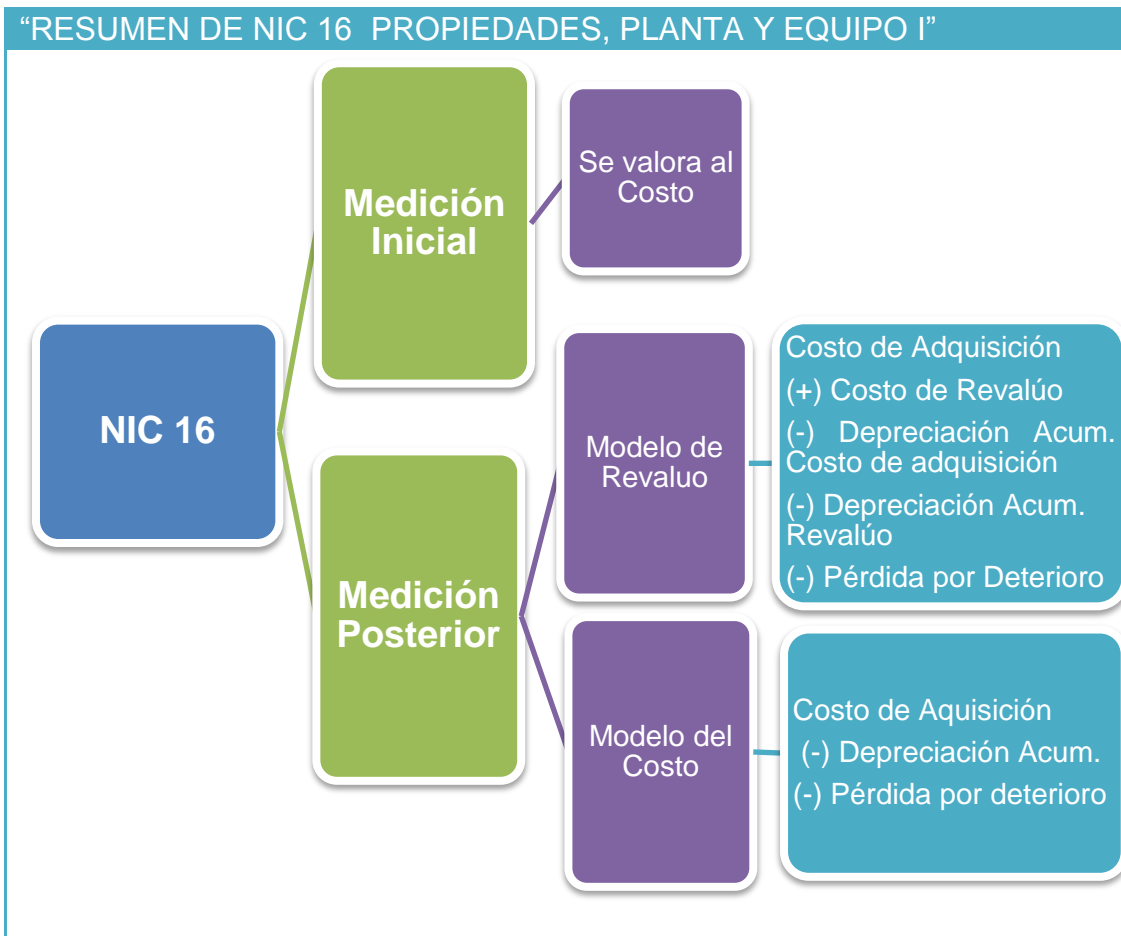 “RESUMEN DE NIC 16 PROPIEDADES, PLANTA Y EQUIPO I”
NIC 16
Medición
Inicial
Se valora al
Costo
Medición
Posterior
Modelo de
Revaluo
Costo de Adquisición
(+) Costo de Revalúo
(-) Depreciación Acum.
Costo de adquisición
(-) Depreciación Acum.
Revalúo
(-) Pérdida por Deterioro
Modelo del
Costo
Costo de Aquisición
(-) Depreciación Acum.
(-) Pérdida por deterioro